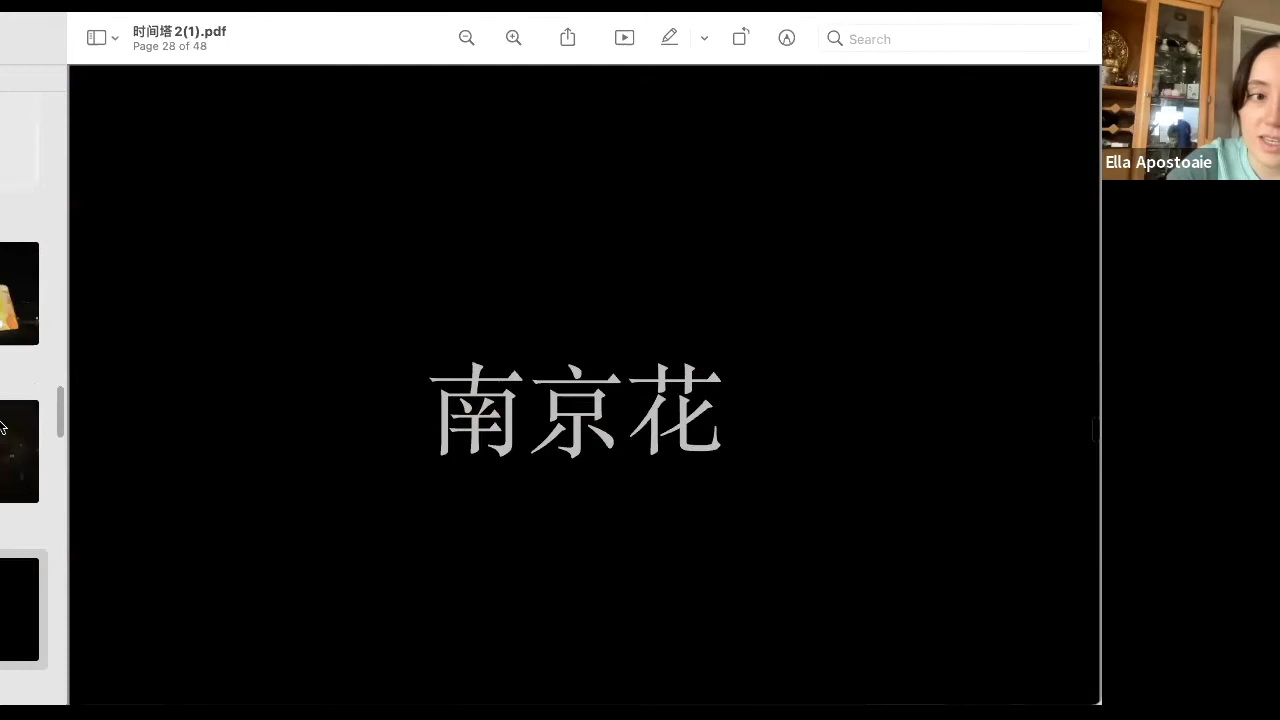 时间塔2(1).pdf
Page 28 of 48
Search
Ella Apostoaie
南京花